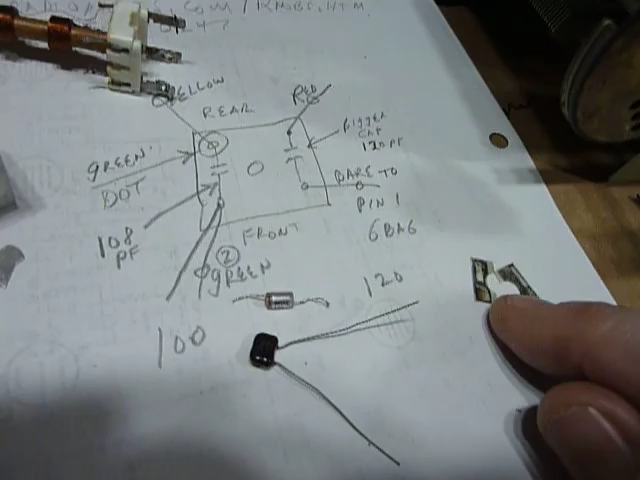 YELLOW
REAR
RED
BIGGER
CAP
120 PF
GREEN
DOT
BARE TO
PIN 1
6BA6
108
PF
FRONT
2
GREEN
120
100